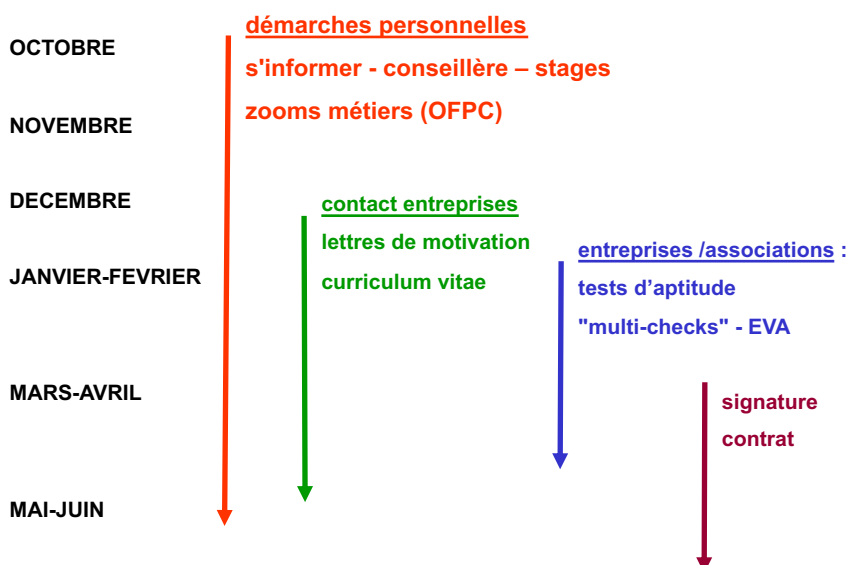 OCTOBRE
NOVEMBRE
DECEMBRE
JANVIER-FEVRIER
MARS-AVRIL
MAI-JUIN
démarches personnelles
s'informer - conseillère – stages
zooms métiers (OFPC)
contact entreprises
lettres de motivation
curriculum vitae
entreprises /associations :
tests d’aptitude
"multi-checks" - EVA
signature
contrat